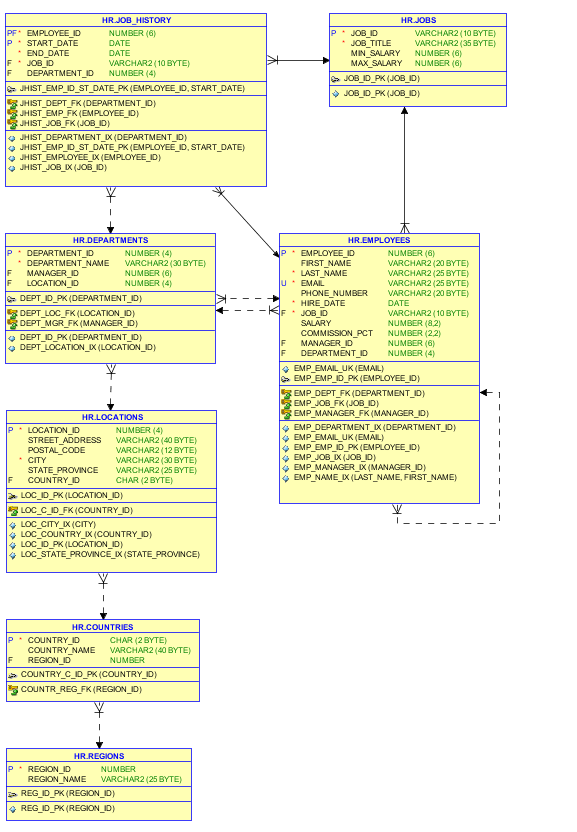 HR.JOB_HISTORY
PF* EMPLOYEE_ID NUMBER (6)
P * START_DATE DATE
* END_DATE DATE
F * JOB_ID VARCHAR2 (10 BYTE)
F DEPARTMENT_ID NUMBER (4)
JHIST_EMP_ID_ST_DATE_PK (EMPLOYEE_ID, START_DATE)
JHIST_DEPT_FK (DEPARTMENT_ID)
JHIST_EMP_FK (EMPLOYEE_ID)
JHIST_JOB_FK (JOB_ID)
JHIST_DEPARTMENT_IX (DEPARTMENT_ID)
JHIST_EMP_ID_ST_DATE_PK (EMPLOYEE_ID, START_DATE)
JHIST_EMPLOYEE_IX (EMPLOYEE_ID)
JHIST_JOB_IX (JOB_ID)
HR.JOBS
P * JOB_ID VARCHAR2 (10 BYTE)
* JOB_TITLE VARCHAR2 (35 BYTE)
MIN_SALARY NUMBER (6)
MAX_SALARY NUMBER (6)
JOB_ID_PK (JOB_ID)
JOB_ID_PK (JOB_ID)
HR.DEPARTMENTS
P * DEPARTMENT_ID NUMBER (4)
* DEPARTMENT_NAME VARCHAR2 (30 BYTE)
F MANAGER_ID NUMBER (6)
F LOCATION_ID NUMBER (4)
DEPT_ID_PK (DEPARTMENT_ID)
DEPT_LOC_FK (LOCATION_ID)
DEPT_MGR_FK (MANAGER_ID)
DEPT_ID_PK (DEPARTMENT_ID)
DEPT_LOCATION_IX (LOCATION_ID)
HR.EMPLOYEES
P * EMPLOYEE_ID NUMBER (6)
FIRST_NAME VARCHAR2 (20 BYTE)
* LAST_NAME VARCHAR2 (25 BYTE)
U * EMAIL VARCHAR2 (25 BYTE)
PHONE_NUMBER VARCHAR2 (20 BYTE)
* HIRE_DATE DATE
F * JOB_ID VARCHAR2 (10 BYTE)
SALARY NUMBER (8,2)
COMMISSION_PCT NUMBER (2,2)
F MANAGER_ID NUMBER (6)
F DEPARTMENT_ID NUMBER (4)
EMP_EMAIL_UK (EMAIL)
EMP_EMP_ID_PK (EMPLOYEE_ID)
EMP_DEPT_FK (DEPARTMENT_ID)
EMP_JOB_FK (JOB_ID)
EMP_MANAGER_FK (MANAGER_ID)
EMP_DEPARTMENT_IX (DEPARTMENT_ID)
EMP_EMAIL_UK (EMAIL)
EMP_EMP_ID_PK (EMPLOYEE_ID)
EMP_JOB_IX (JOB_ID)
EMP_MANAGER_IX (MANAGER_ID)
EMP_NAME_IX (LAST_NAME, FIRST_NAME)
HR.LOCATIONS
P * LOCATION_ID NUMBER (4)
STREET_ADDRESS VARCHAR2 (40 BYTE)
POSTAL_CODE VARCHAR2 (12 BYTE)
* CITY VARCHAR2 (30 BYTE)
STATE_PROVINCE VARCHAR2 (25 BYTE)
F COUNTRY_ID CHAR (2 BYTE)
LOC_ID_PK (LOCATION_ID)
LOC_C_ID_FK (COUNTRY_ID)
LOC_CITY_IX (CITY)
LOC_COUNTRY_IX (COUNTRY_ID)
LOC_ID_PK (LOCATION_ID)
LOC_STATE_PROVINCE_IX (STATE_PROVINCE)
HR.COUNTRIES
P * COUNTRY_ID CHAR (2 BYTE)
COUNTRY_NAME VARCHAR2 (40 BYTE)
F REGION_ID NUMBER
COUNTRY_C_ID_PK (COUNTRY_ID)
COUNTR_REG_FK (REGION_ID)
HR.REGIONS
P * REGION_ID NUMBER
REGION_NAME VARCHAR2 (25 BYTE)
REG_ID_PK (REGION_ID)
REG_ID_PK (REGION_ID)